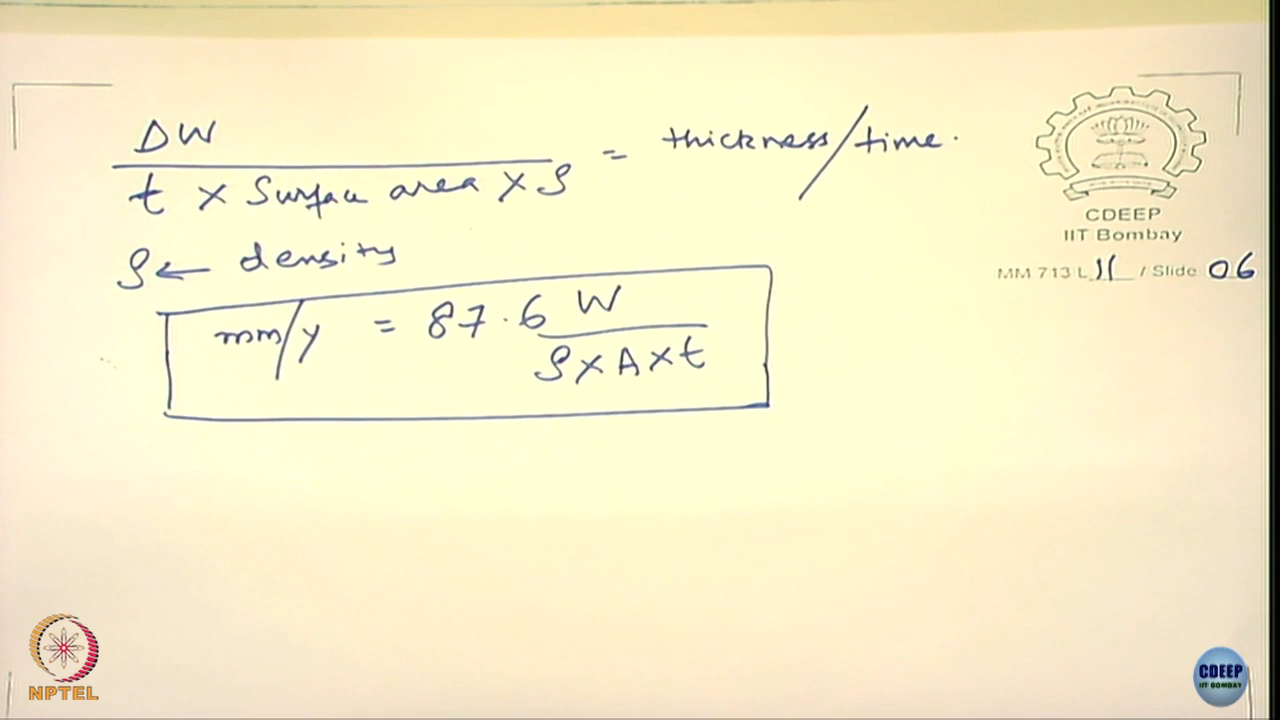 ΔW
t × Surface area × ρ = thickness/time.
ρ ← density
mm/y = 87.6 W
ρ × A × t
CDEEP
IIT Bombay
MM 713 L 11 / Slide 06
NPTEL
CDEEP
IIT BOMBAY